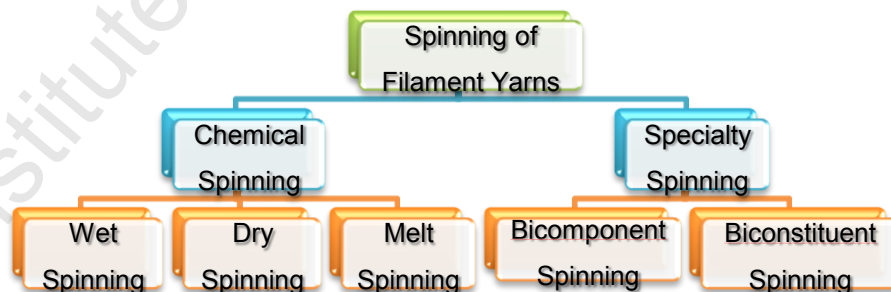 Spinning of
Filament Yarns
Chemical
Spinning
Specialty
Spinning
Wet
Spinning
Dry
Spinning
Melt
Spinning
Bicomponent
Spinning
Biconstituent
Spinning